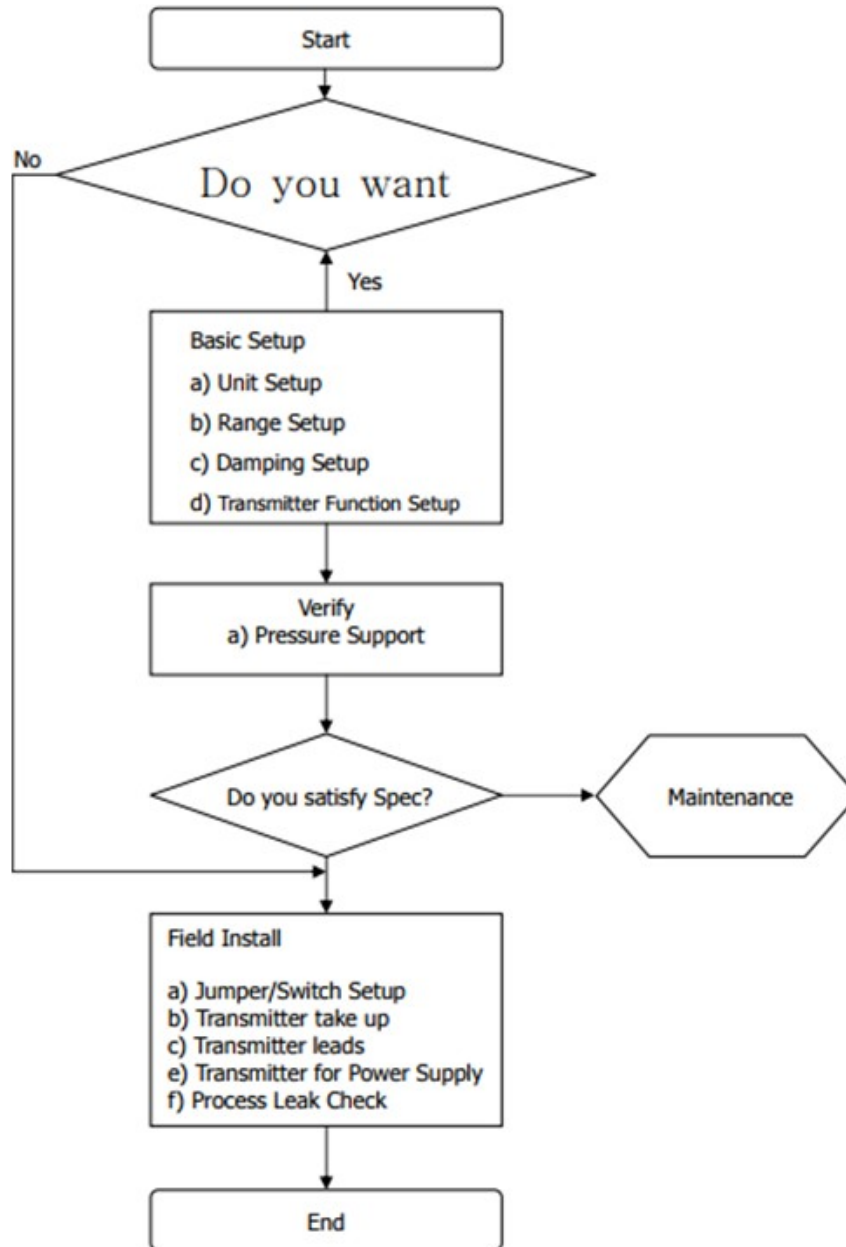 Start
No
Do you want
Yes
Basic Setup
a) Unit Setup
b) Range Setup
c) Damping Setup
d) Transmitter Function Setup
Verify
a) Pressure Support
Do you satisfy Spec?
Maintenance
Field Install
a) Jumper/Switch Setup
b) Transmitter take up
c) Transmitter leads
e) Transmitter for Power Supply
f) Process Leak Check
End